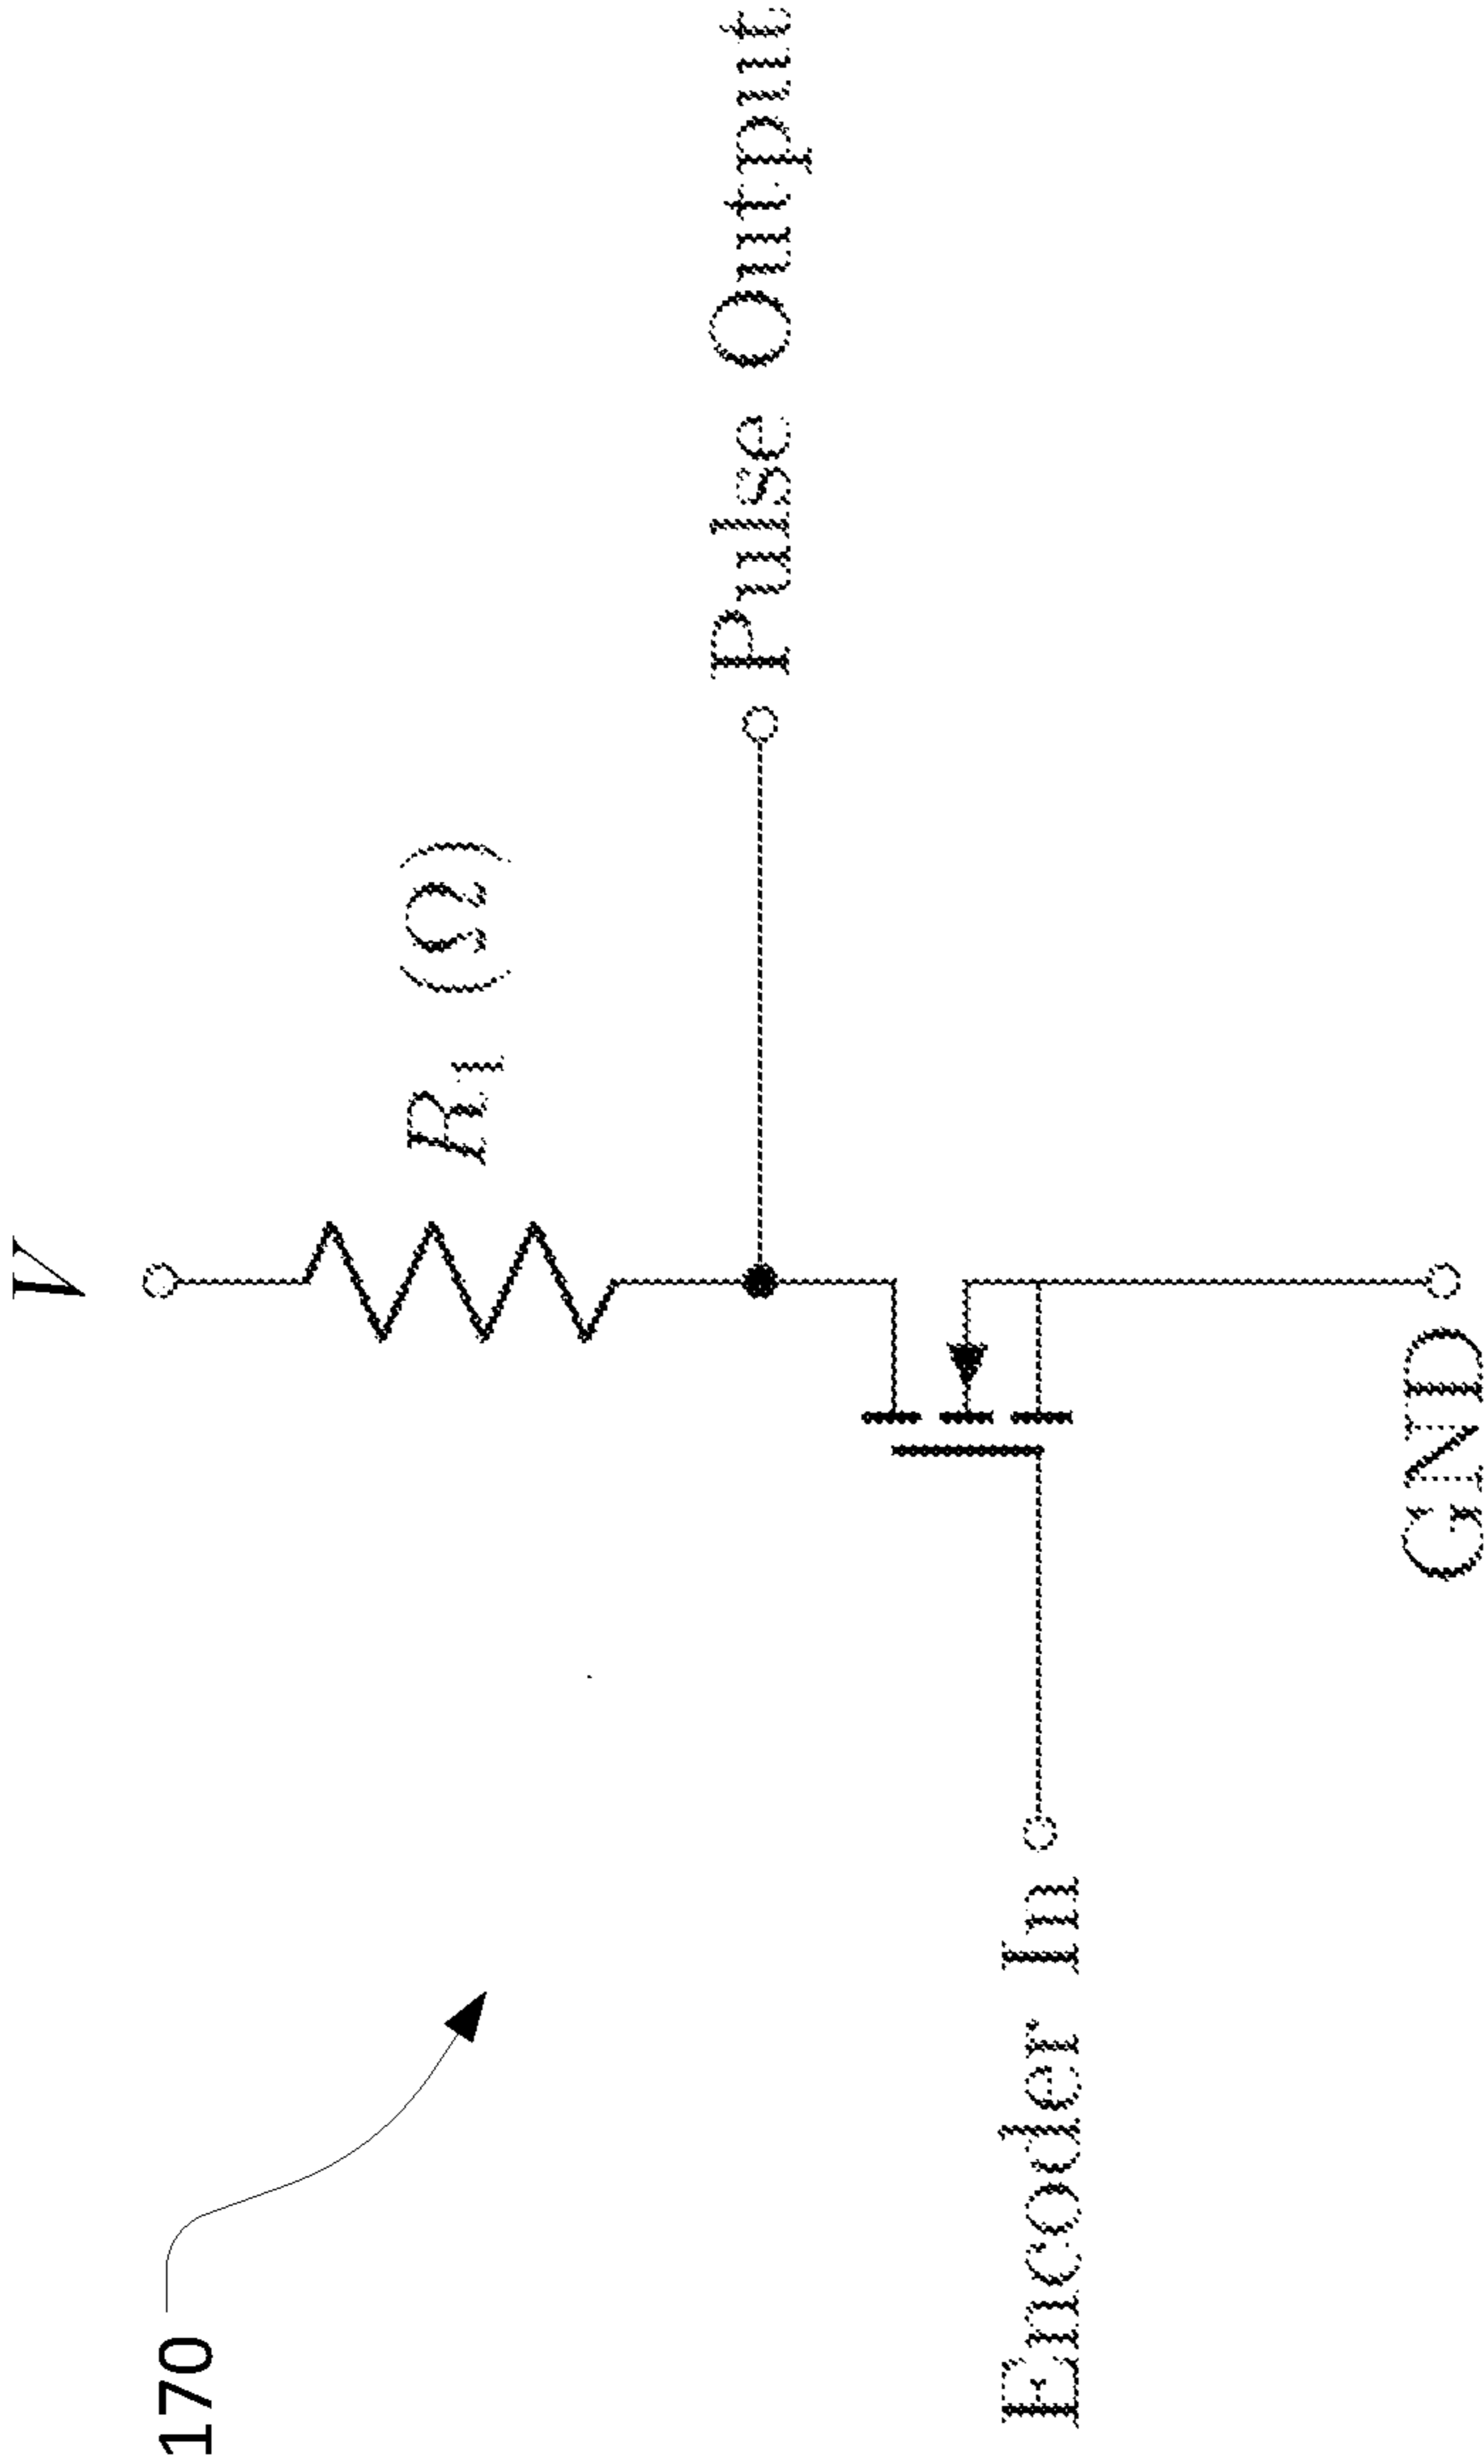 170
V
R₁ (Ω)
Pulse Output
Encoder In
GND